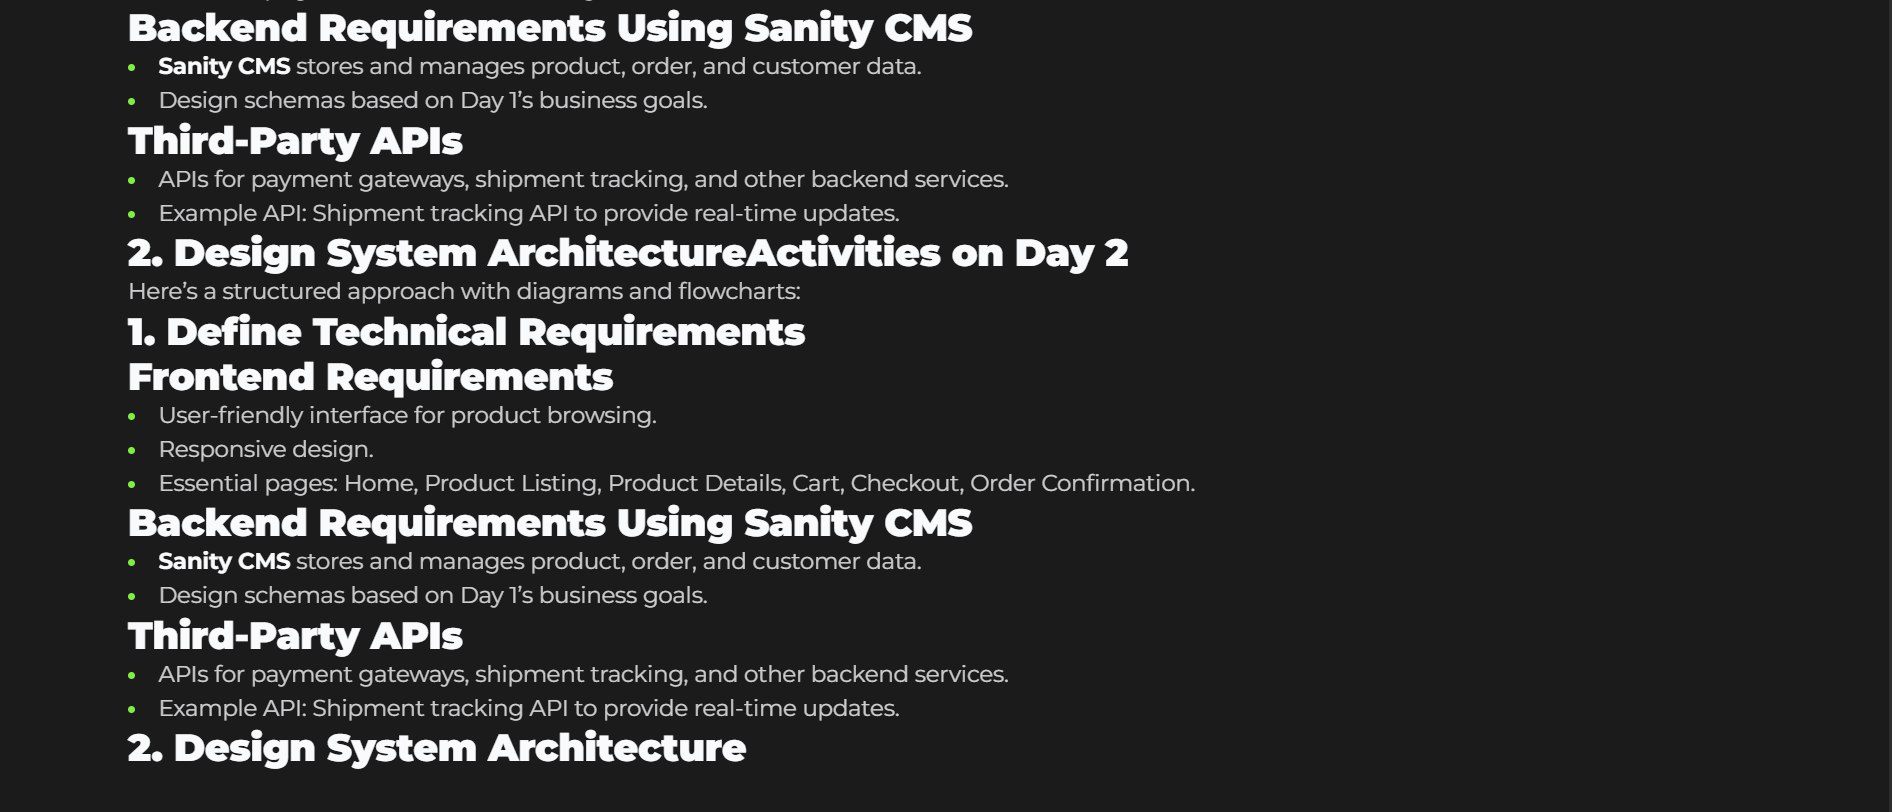 Backend Requirements Using Sanity CMS
• Sanity CMS stores and manages product, order, and customer data.
• Design schemas based on Day 1’s business goals.
Third-Party APIs
• APIs for payment gateways, shipment tracking, and other backend services.
• Example API: Shipment tracking API to provide real-time updates.
2. Design System ArchitectureActivities on Day 2
Here’s a structured approach with diagrams and flowcharts:
1. Define Technical Requirements
Frontend Requirements
• User-friendly interface for product browsing.
• Responsive design.
• Essential pages: Home, Product Listing, Product Details, Cart, Checkout, Order Confirmation.
Backend Requirements Using Sanity CMS
• Sanity CMS stores and manages product, order, and customer data.
• Design schemas based on Day 1’s business goals.
Third-Party APIs
• APIs for payment gateways, shipment tracking, and other backend services.
• Example API: Shipment tracking API to provide real-time updates.
2. Design System Architecture